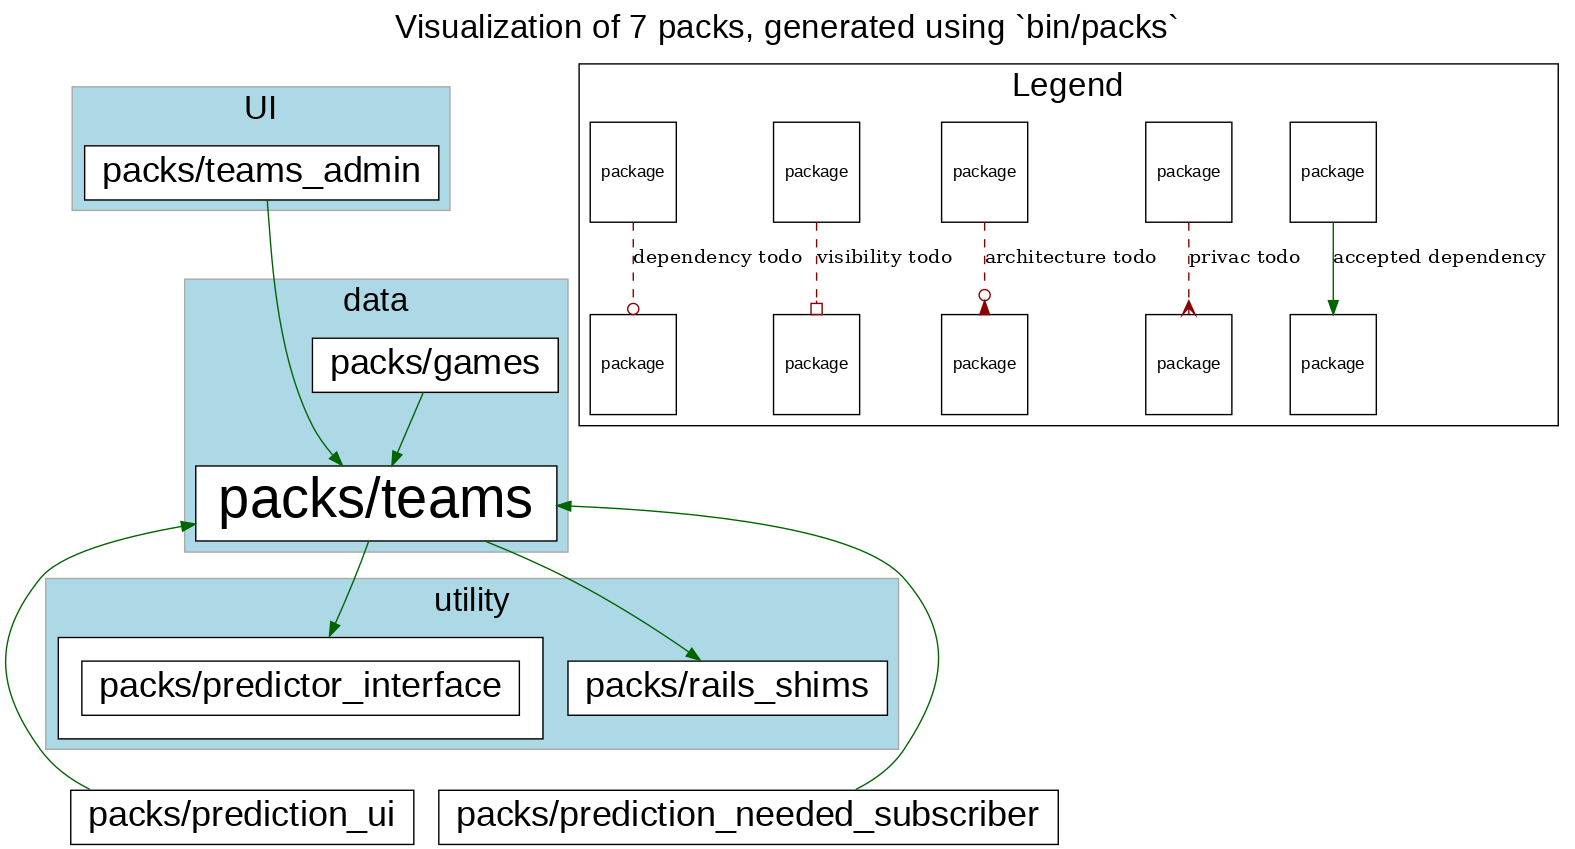 Visualization of 7 packs, generated using `bin/packs`
UI
packs/teams_admin
data
packs/games
packs/teams
utility
packs/predictor_interface
packs/rails_shims
packs/prediction_ui
packs/prediction_needed_subscriber
Legend
package
package
package
package
package
dependency todo
visibility todo
architecture todo
privac todo
accepted dependency
package
package
package
package
package